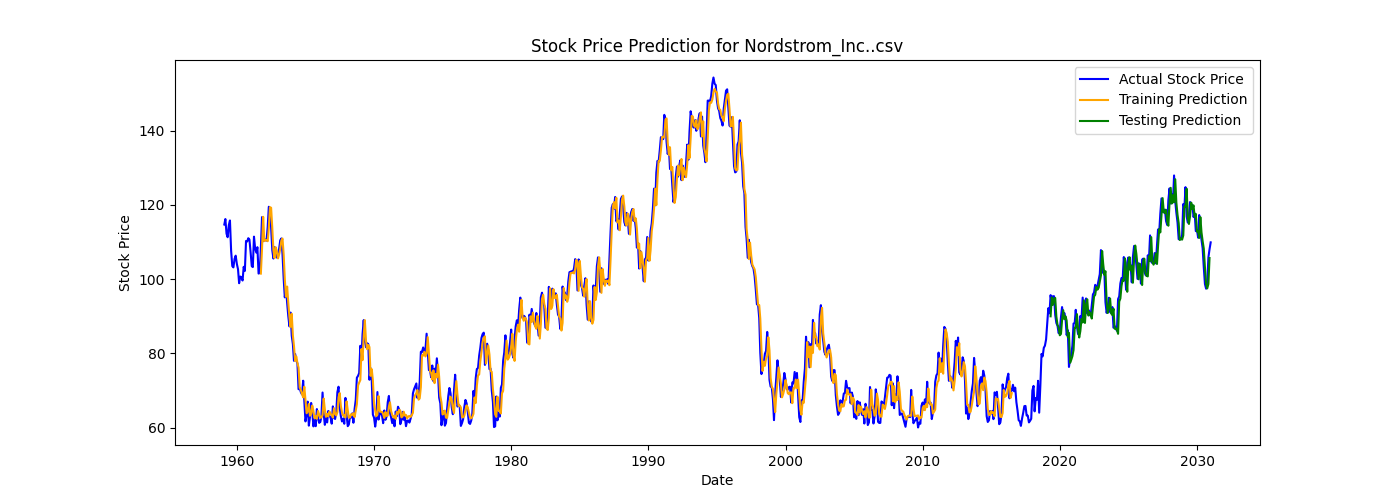 Stock Price Prediction for Nordstrom_Inc..csv
Actual Stock Price
Training Prediction
Testing Prediction
Stock Price
140
120
100
80
60
1960 1970 1980 1990 2000 2010 2020 2030
Date